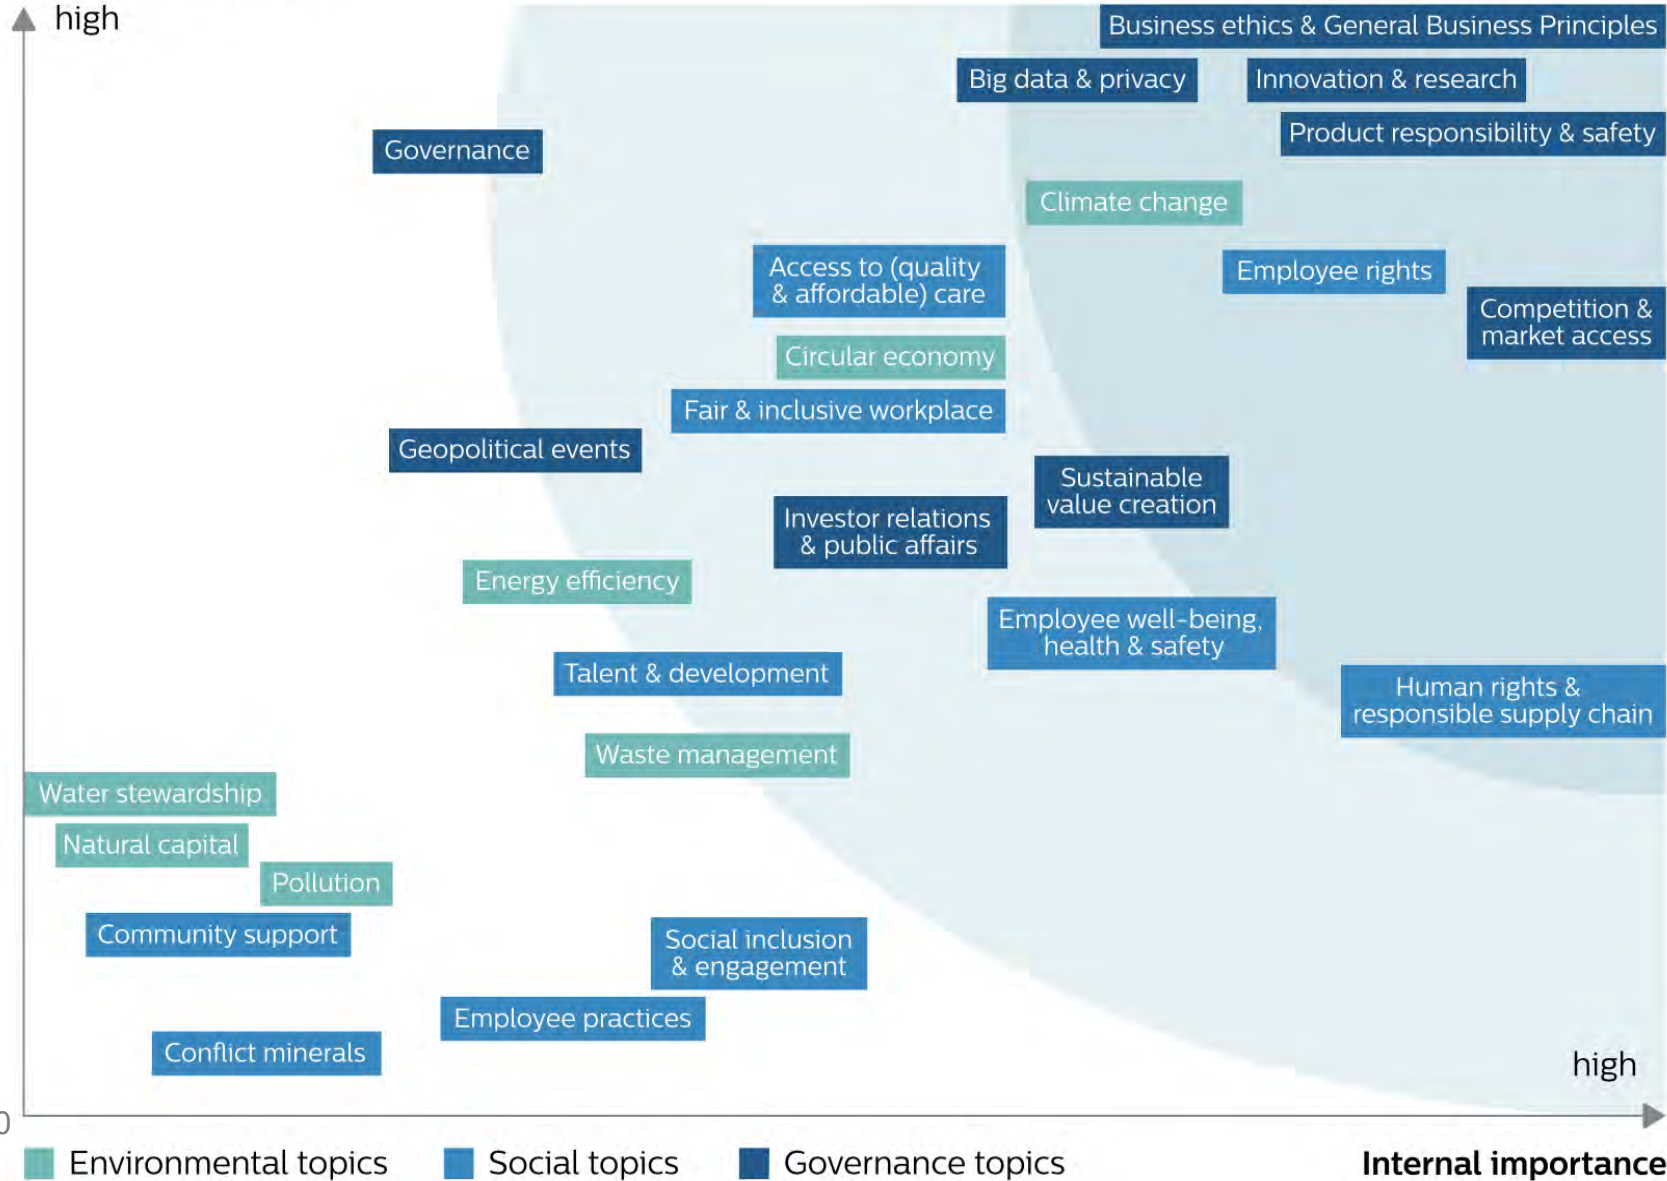 high
Business ethics & General Business Principles
Big data & privacy
Innovation & research
Product responsibility & safety
Governance
Climate change
Access to (quality
& affordable) care
Employee rights
Competition &
market access
Circular economy
Fair & inclusive workplace
Geopolitical events
Sustainable
value creation
Investor relations
& public affairs
Energy efficiency
Employee well-being,
health & safety
Talent & development
Human rights &
responsible supply chain
Waste management
Water stewardship
Natural capital
Pollution
Community support
Social inclusion
& engagement
Employee practices
Conflict minerals
high
0
Environmental topics
Social topics
Governance topics
Internal importance